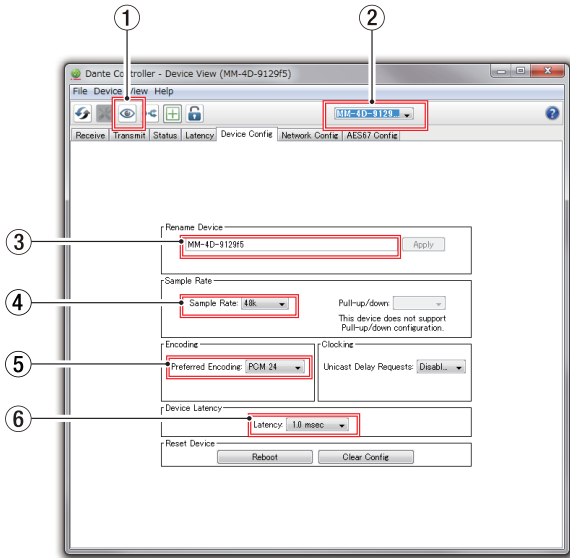 ① ②
Dante Controller - Device View (MM-4D-9129f5)
File Device View Help
MM-4D-9129...
Receive Transmit Status Latency Device Config Network Config AES67 Config
Rename Device
③ MM-4D-9129f5 Apply
Sample Rate
④ Sample Rate: 48k Pull-up/down:
This device does not support
Pull-up/down configuration.
Encoding Clocking
⑤ Preferred Encoding: PCM 24 Unicast Delay Requests: Disabl...
Device Latency
⑥ Latency: 1.0 msec
Reset Device
Reboot Clear Config